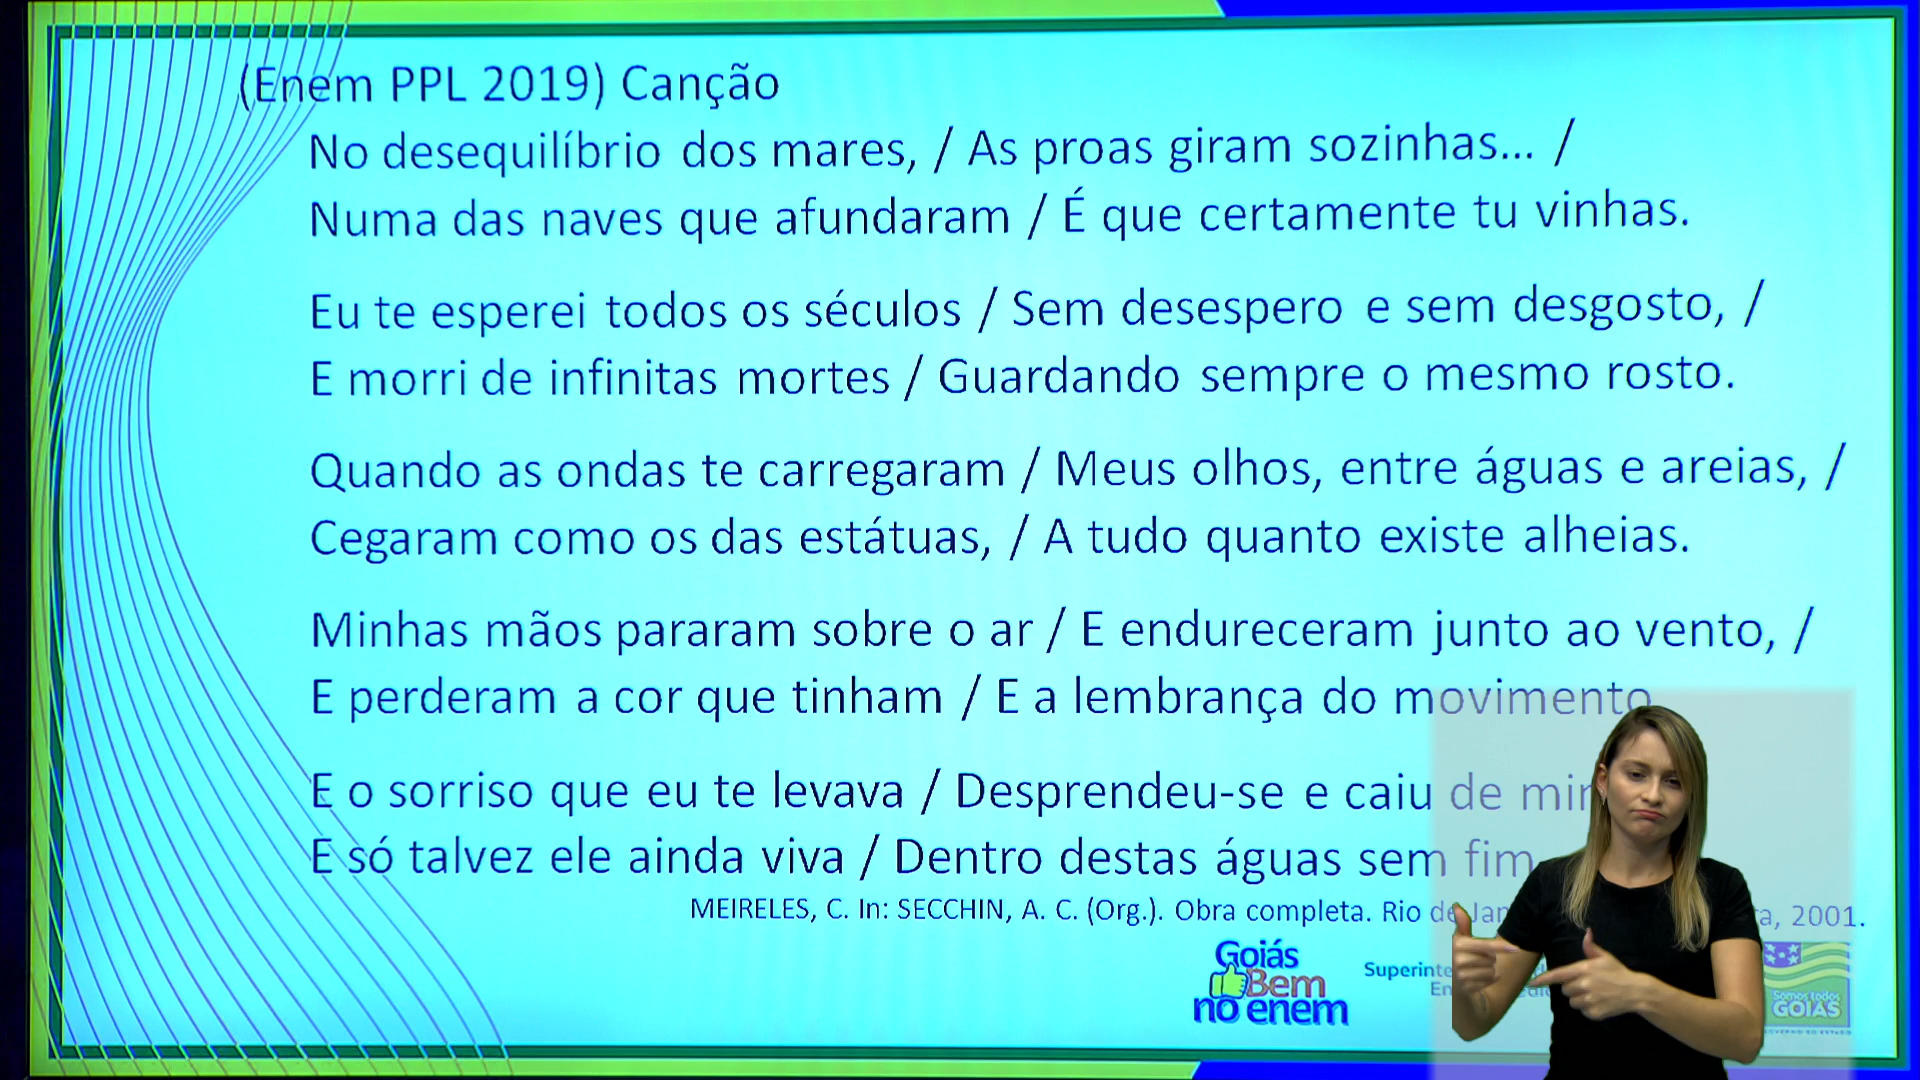 (Enem PPL 2019) Canção
No desequilíbrio dos mares, / As proas giram sozinhas... /
Numa das naves que afundaram / É que certamente tu vinhas.
Eu te esperei todos os séculos / Sem desespero e sem desgosto, /
E morri de infinitas mortes / Guardando sempre o mesmo rosto.
Quando as ondas te carregaram / Meus olhos, entre águas e areias, /
Cegaram como os das estátuas, / A tudo quanto existe alheias.
Minhas mãos pararam sobre o ar / E endureceram junto ao vento, /
E perderam a cor que tinham / E a lembrança do movimento
E o sorriso que eu te levava / Desprendeu-se e caiu de
E só talvez ele ainda viva / Dentro destas águas sem fim
MEIRELES, C. In: SECCHIN, A. C. (Org.). Obra completa. Rio de 2001.
Goiás
Bem
no enem
Somos todos
GOIÁS